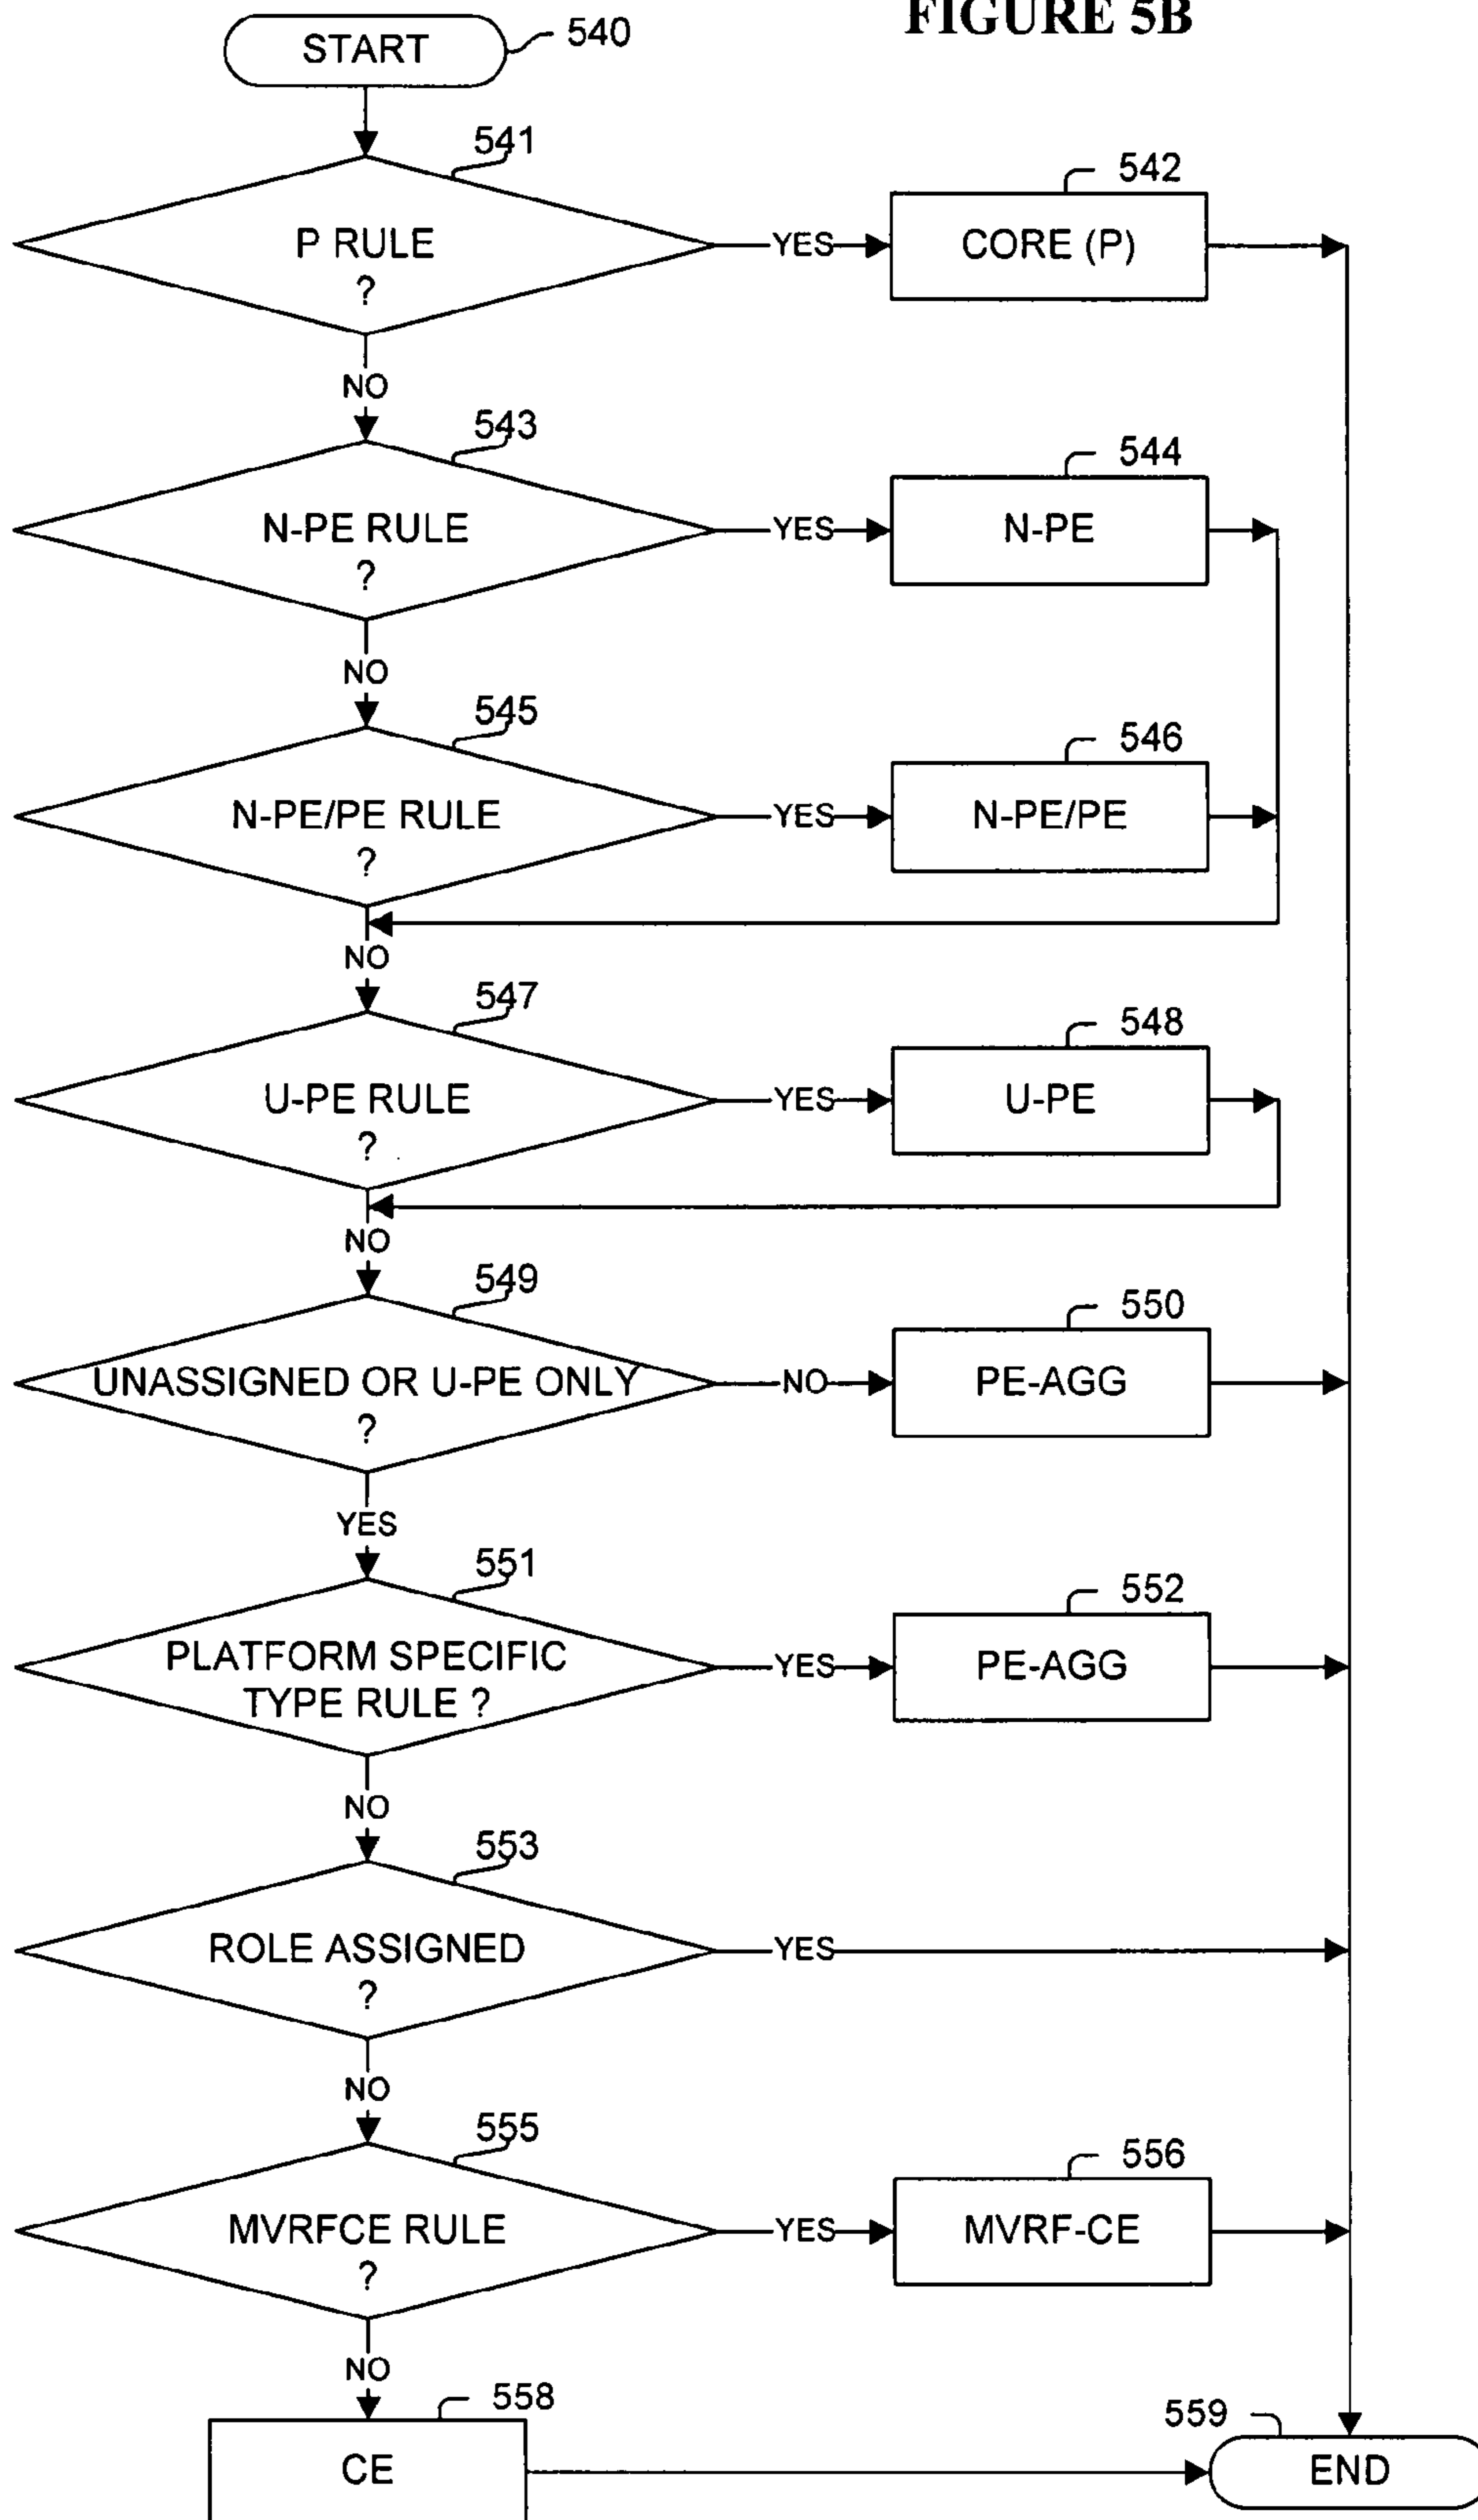 FIGURE 5B
START
540
541
P RULE
?
YES
542
CORE (P)
NO
543
N-PE RULE
?
YES
544
N-PE
NO
545
N-PE/PE RULE
?
YES
546
N-PE/PE
NO
547
U-PE RULE
?
YES
548
U-PE
NO
549
UNASSIGNED OR U-PE ONLY
?
NO
550
PE-AGG
YES
551
PLATFORM SPECIFIC
TYPE RULE ?
YES
552
PE-AGG
NO
553
ROLE ASSIGNED
?
YES
NO
555
MVRFCE RULE
?
YES
556
MVRF-CE
NO
558
CE
559
END